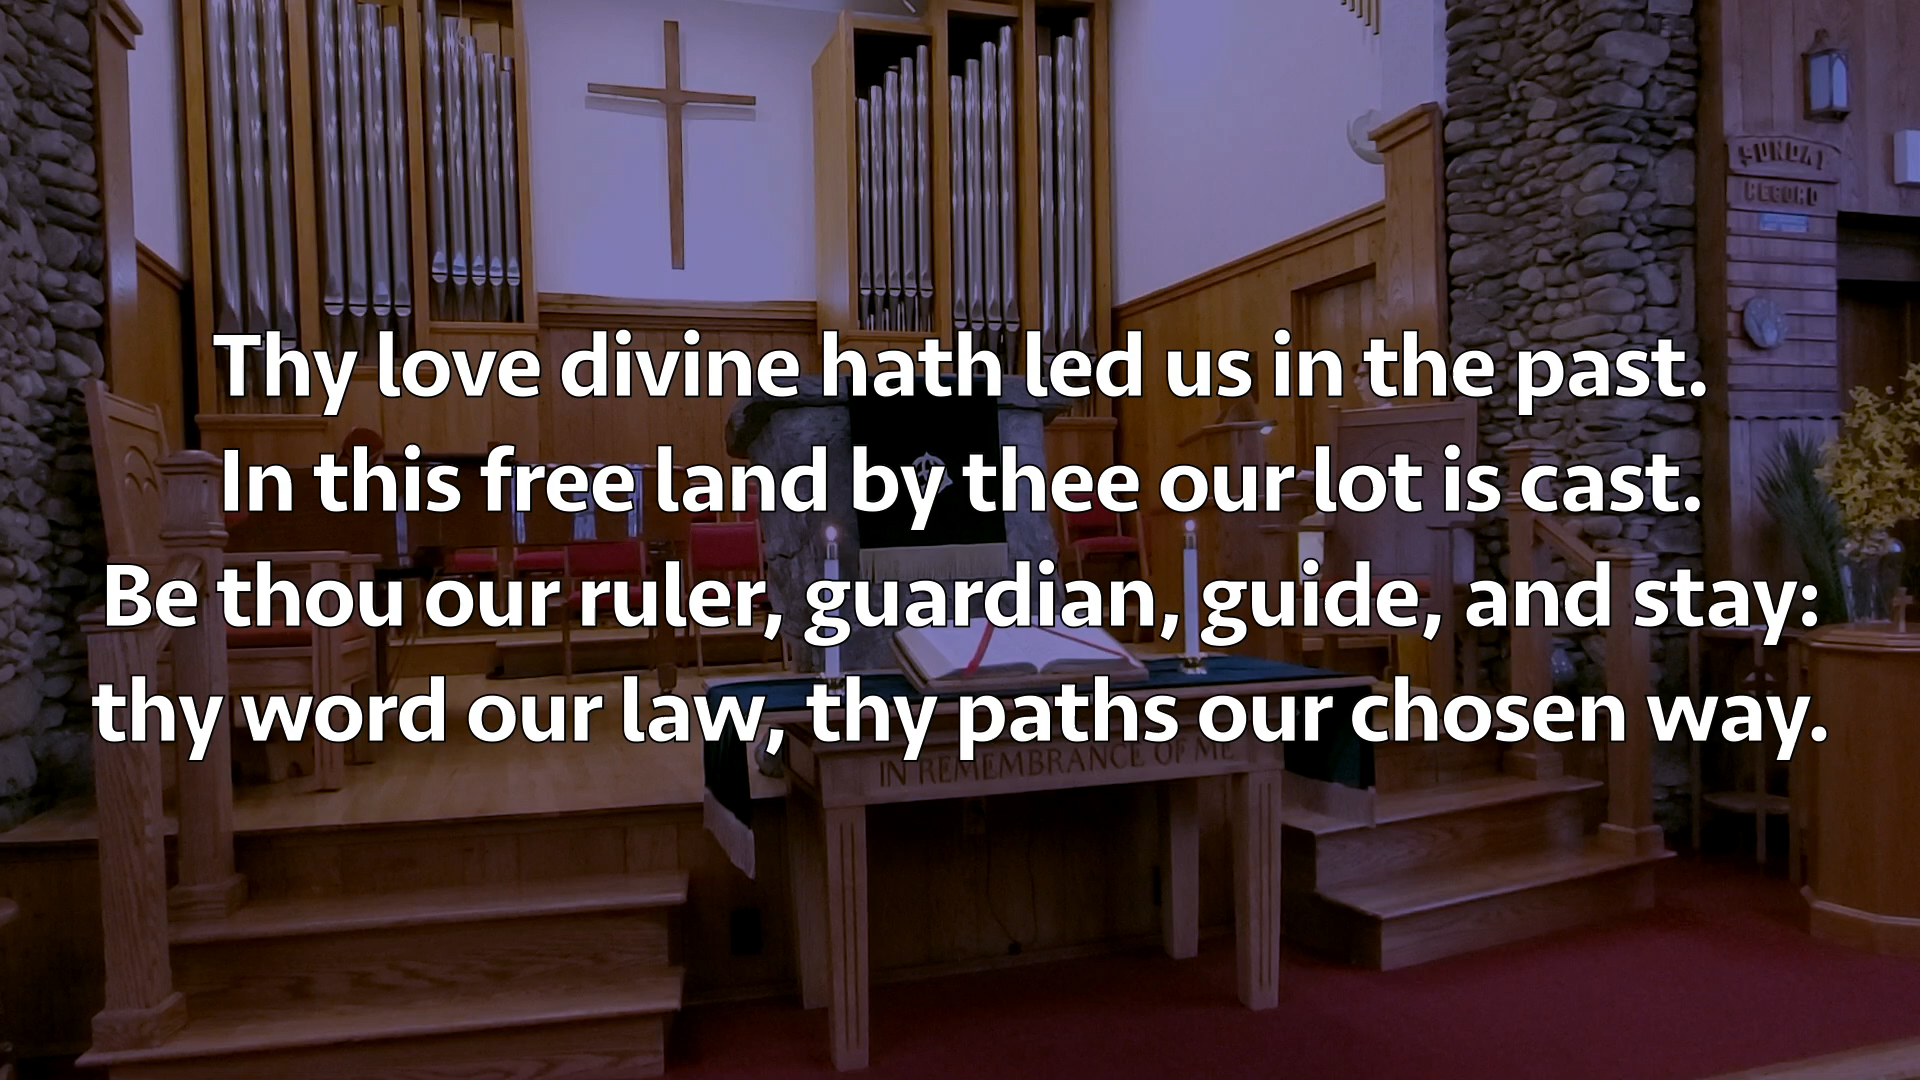 SUNDAY
RECORD
Thy love divine hath led us in the past.
In this free land by thee our lot is cast.
Be thou our ruler, guardian, guide, and stay:
thy word our law, thy paths our chosen way.
IN REMEMBRANCE OF ME